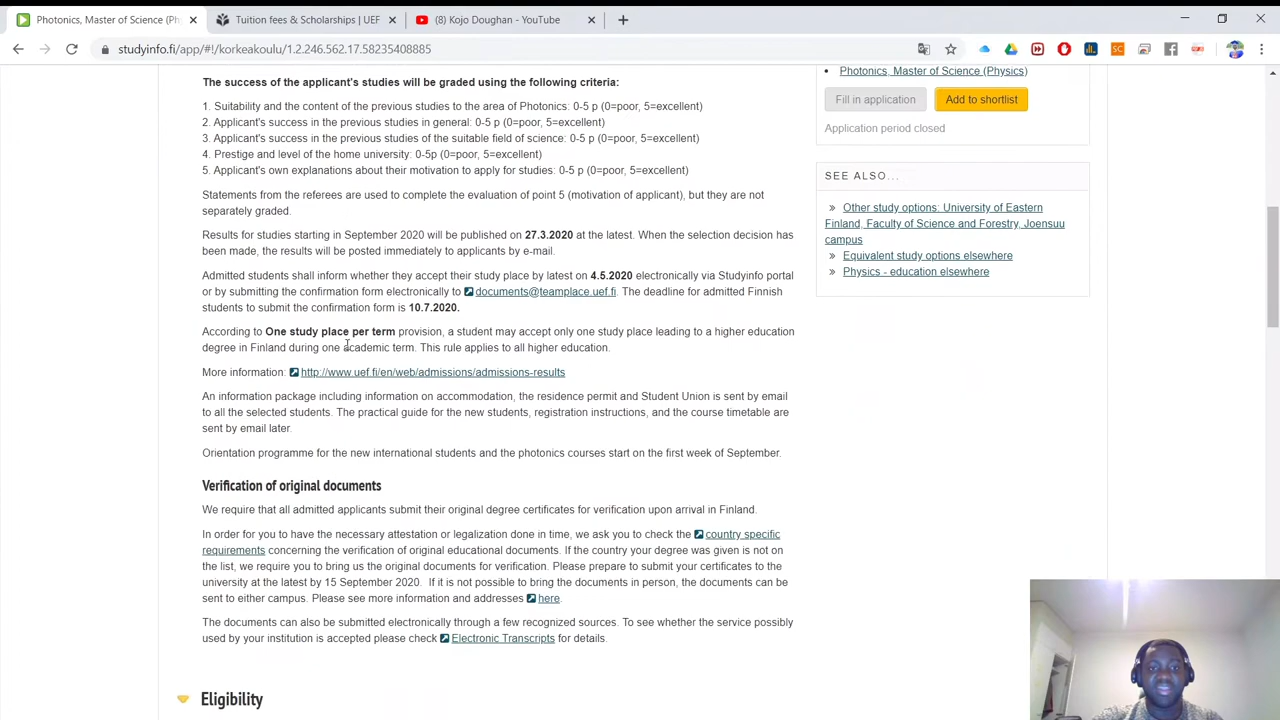 Photonics, Master of Science (Ph
Tuition fees & Scholarships | UEF
(8) Kojo Doughan - YouTube
studyinfo.fi/app/#!/korkeakoulu/1.2.246.562.17.58235408885
The success of the applicant's studies will be graded using the following criteria:
1. Suitability and the content of the previous studies to the area of Photonics: 0-5 p (0=poor, 5=excellent)
2. Applicant's success in the previous studies in general: 0-5 p (0=poor, 5=excellent)
3. Applicant's success in the previous studies of the suitable field of science: 0-5 p (0=poor, 5=excellent)
4. Prestige and level of the home university: 0-5p (0=poor, 5=excellent)
5. Applicant's own explanations about their motivation to apply for studies: 0-5 p (0=poor, 5=excellent)
Statements from the referees are used to complete the evaluation of point 5 (motivation of applicant), but they are not
separately graded.
Results for studies starting in September 2020 will be published on 27.3.2020 at the latest. When the selection decision has
been made, the results will be posted immediately to applicants by e-mail.
Admitted students shall inform whether they accept their study place by latest on 4.5.2020 electronically via Studyinfo portal
or by submitting the confirmation form electronically to documents@teamplace.uef.fi. The deadline for admitted Finnish
students to submit the confirmation form is 10.7.2020.
According to One study place per term provision, a student may accept only one study place leading to a higher education
degree in Finland during one academic term. This rule applies to all higher education.
More information: http://www.uef.fi/en/web/admissions/admissions-results
An information package including information on accommodation, the residence permit and Student Union is sent by email
to all the selected students. The practical guide for the new students, registration instructions, and the course timetable are
sent by email later.
Orientation programme for the new international students and the photonics courses start on the first week of September.
Verification of original documents
We require that all admitted applicants submit their original degree certificates for verification upon arrival in Finland.
In order for you to have the necessary attestation or legalization done in time, we ask you to check the country specific
requirements concerning the verification of original educational documents. If the country your degree was given is not on
the list, we require you to bring us the original documents for verification. Please prepare to submit your certificates to the
university at the latest by 15 September 2020. If it is not possible to bring the documents in person, the documents can be
sent to either campus. Please see more information and addresses here.
The documents can also be submitted electronically through a few recognized sources. To see whether the service possibly
used by your institution is accepted please check Electronic Transcripts for details.
Eligibility
Photonics, Master of Science (Physics)
Fill in application
Add to shortlist
Application period closed
SEE ALSO...
Other study options: University of Eastern
Finland, Faculty of Science and Forestry, Joensuu
campus
Equivalent study options elsewhere
Physics - education elsewhere